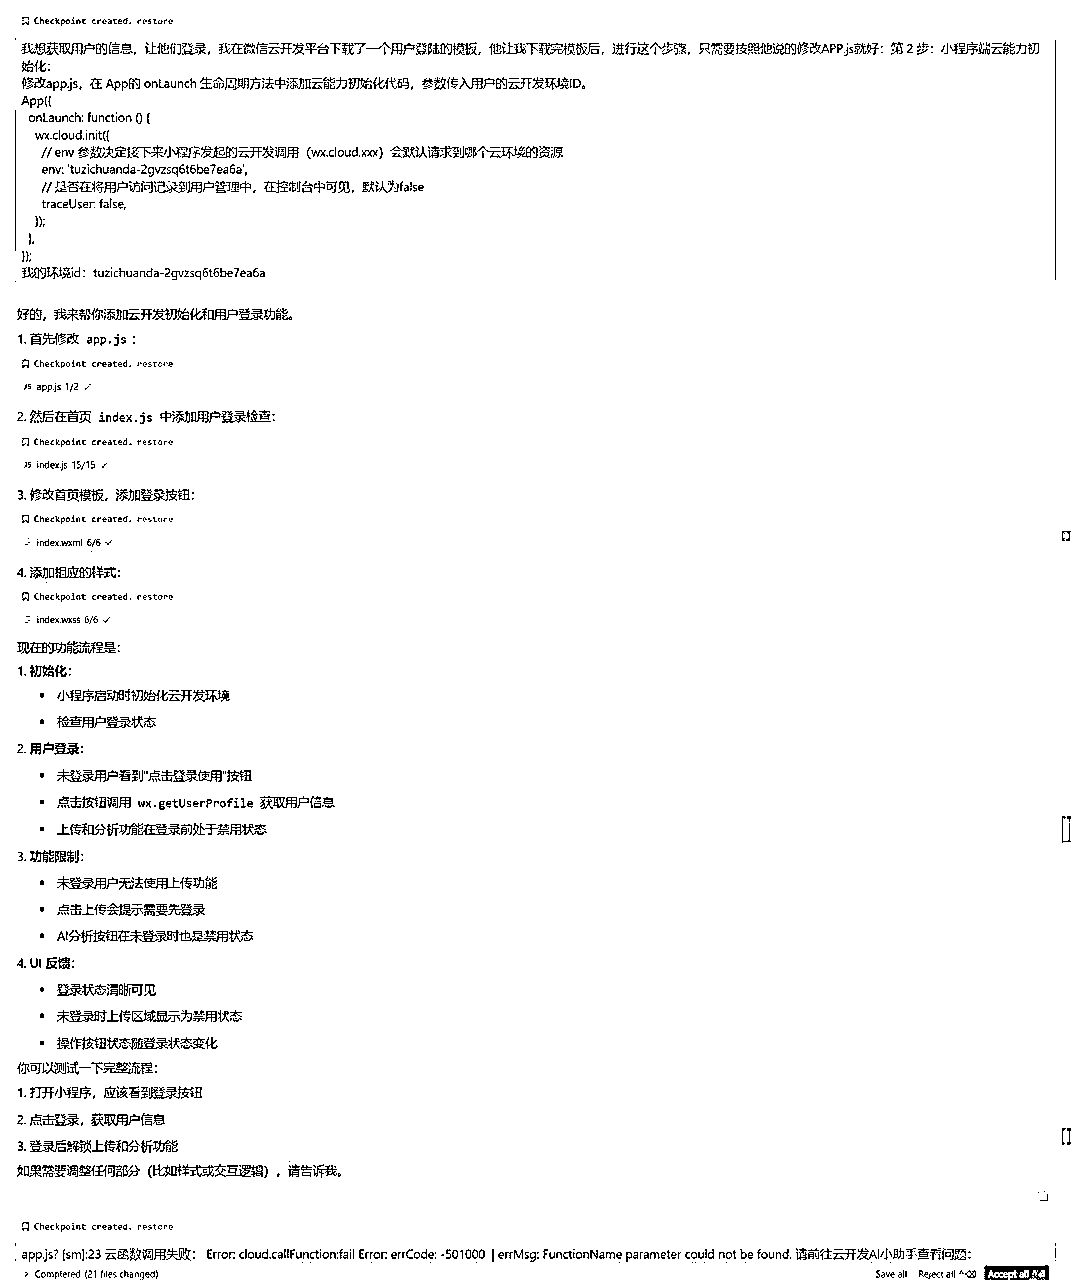 Checkpoint created. restore
我想获取用户的信息，让他们登录，我在微信云开发平台下载了一个用户登陆的模板，他让我下载完模板后，进行这个步骤，只需要按照他说的修改APP.js就好：第 2 步：小程序端云能力初
始化：
修改app.js，在 App的 onLaunch 生命周期方法中添加云能力初始化代码，参数传入用户的云开发环境ID。
App({
onLaunch: function () {
wx.cloud.init({
// env 参数决定接下来小程序发起的云开发调用（wx.cloud.xxx）会默认请求到哪个云环境的资源
env: 'tuzichuanda-2gvzsq6t6be7ea6a',
// 是否在将用户访问记录到用户管理中，在控制台中可见，默认为false
traceUser: false,
});
},
});
我的环境id：tuzichuanda-2gvzsq6t6be7ea6a
好的，我来帮你添加云开发初始化和用户登录功能。
1. 首先修改 app.js：
Checkpoint created. restore
JS app.js 1/2 ✓
2. 然后在首页 index.js 中添加用户登录检查：
Checkpoint created. restore
JS index.js 15/15 ✓
3. 修改首页模板，添加登录按钮：
Checkpoint created. restore
index.wxml 6/6 ✓
4. 添加相应的样式：
Checkpoint created. restore
index.wxss 6/6 ✓
现在的功能流程是：
1. 初始化：
• 小程序启动时初始化云开发环境
• 检查用户登录状态
2. 用户登录：
• 未登录用户看到"点击登录使用"按钮
• 点击按钮调用 wx.getUserProfile 获取用户信息
• 上传和分析功能在登录前处于禁用状态
3. 功能限制：
• 未登录用户无法使用上传功能
• 点击上传会提示需要先登录
• AI分析按钮在未登录时也是禁用状态
4. UI 反馈：
• 登录状态清晰可见
• 未登录时上传区域显示为禁用状态
• 操作按钮状态随登录状态变化
你可以测试一下完整流程：
1. 打开小程序，应该看到登录按钮
2. 点击登录，获取用户信息
3. 登录后解锁上传和分析功能
如果需要调整任何部分（比如样式或交互逻辑），请告诉我。
Checkpoint created. restore
app.js? [sm]:23 云函数调用失败： Error: cloud.callFunction:fail Error: errCode: -501000 | errMsg: FunctionName parameter could not be found. 请前往云开发AI小助手查看问题：
> Completed (21 files changed) Save all Reject all Accept all